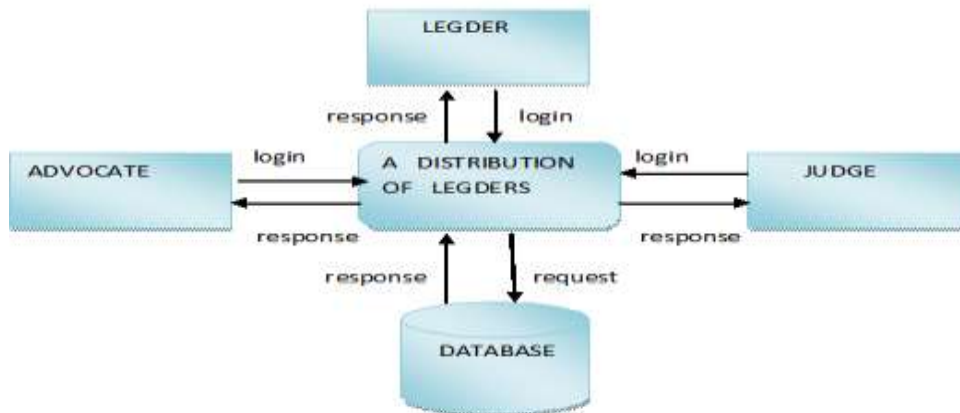 LEGDER
response
login
login
A DISTRIBUTION
OF LEGDERS
login
ADVOCATE
JUDGE
response
response
response
request
DATABASE